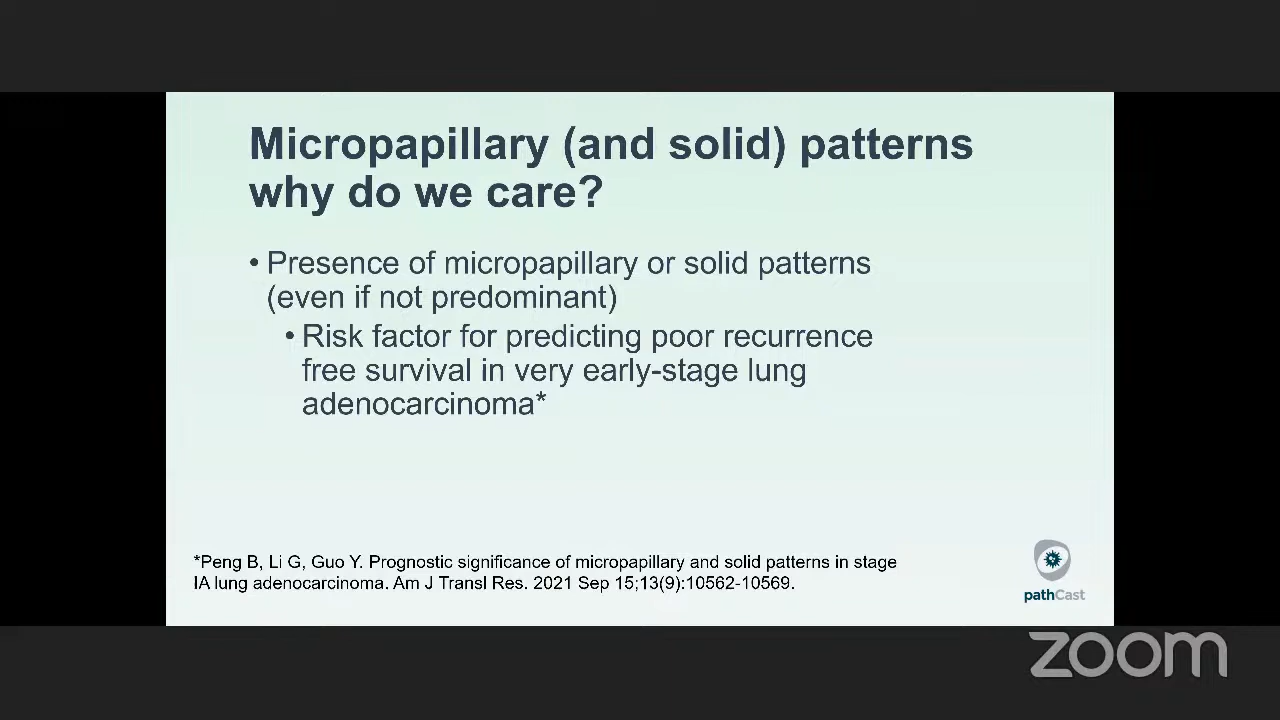 Micropapillary (and solid) patterns
why do we care?
• Presence of micropapillary or solid patterns
(even if not predominant)
• Risk factor for predicting poor recurrence
free survival in very early-stage lung
adenocarcinoma*
*Peng B, Li G, Guo Y. Prognostic significance of micropapillary and solid patterns in stage
IA lung adenocarcinoma. Am J Transl Res. 2021 Sep 15;13(9):10562-10569.
pathCast
zoom